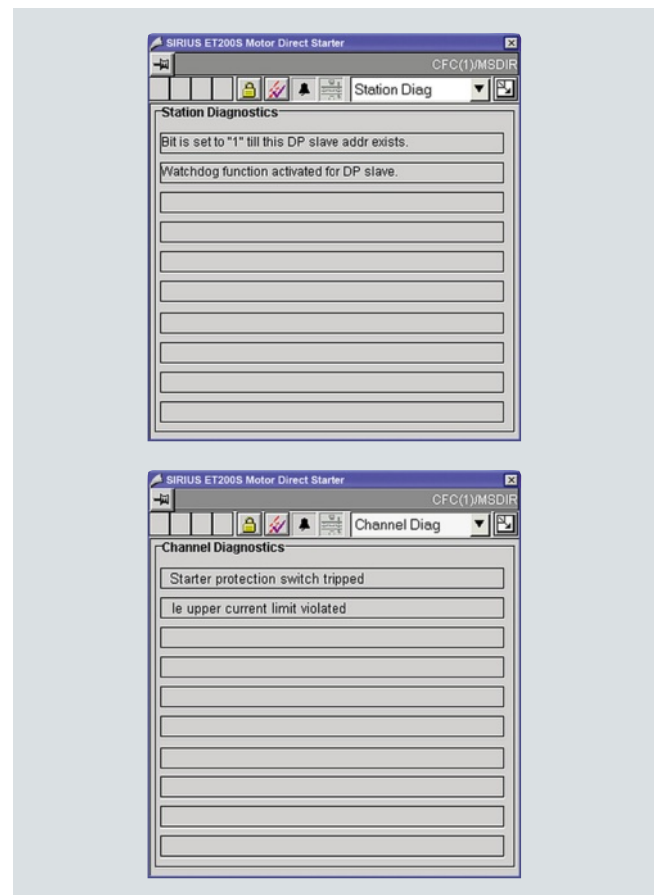 SIRIUS ET200S Motor Direct Starter
CFC(1)/MSDIR
Station Diag
Station Diagnostics
Bit is set to "1" till this DP slave addr exists.
Watchdog function activated for DP slave.
SIRIUS ET200S Motor Direct Starter
CFC(1)/MSDIR
Channel Diag
Channel Diagnostics
Starter protection switch tripped
Ie upper current limit violated